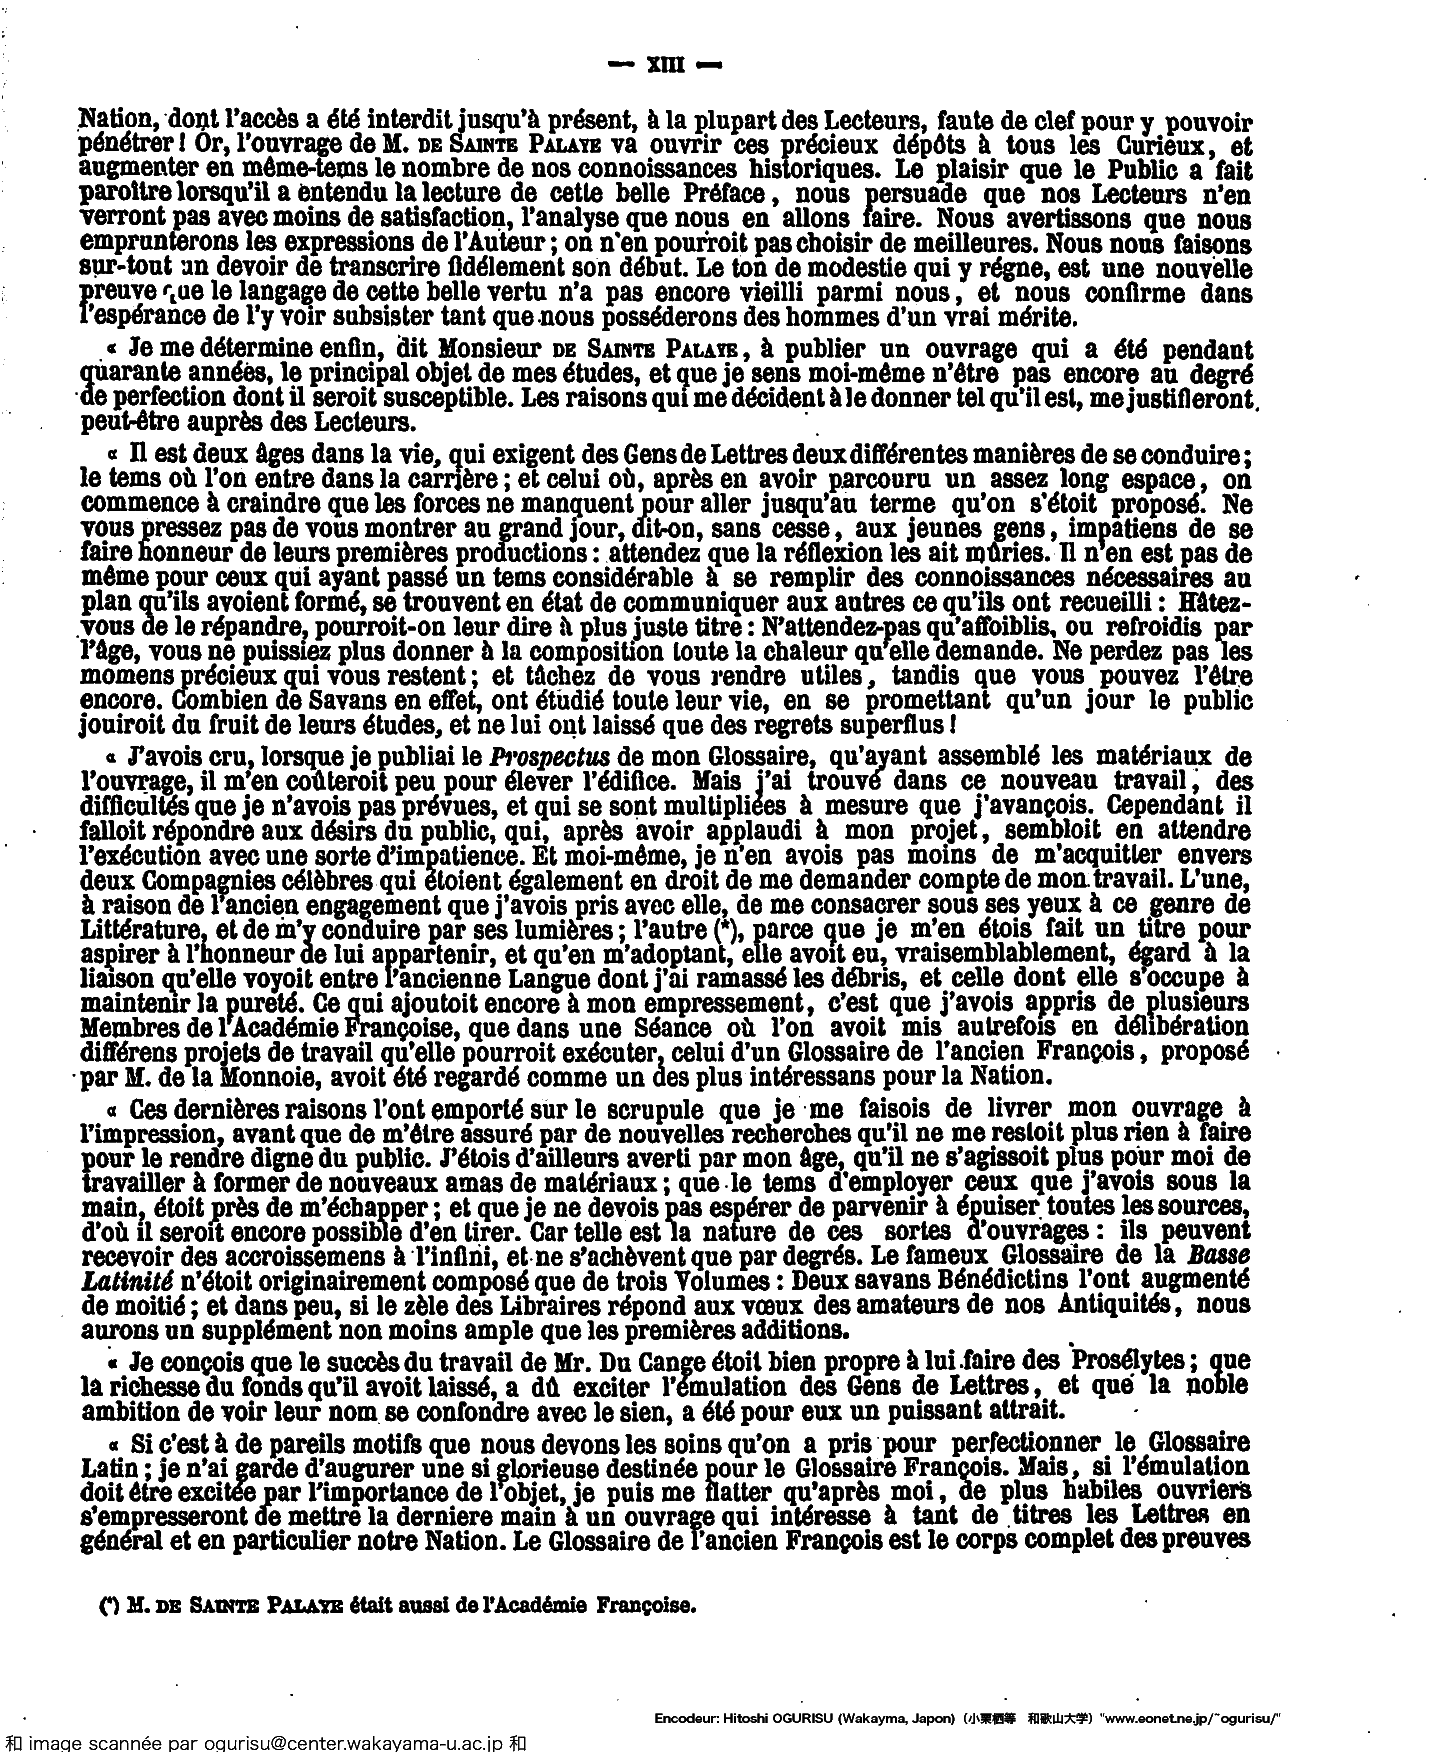 — XIII —
Nation, dont l'accès a été interdit jusqu'à présent, à la plupart des Lecteurs, faute de clef pour y pouvoir
pénétrer! Or, l'ouvrage de M. DE SAINTE PALAYE va ouvrir ces précieux dépôts à tous les Curieux, et
augmenter en même-tems le nombre de nos connoissances historiques. Le plaisir que le Public a fait
paroître lorsqu'il a entendu la lecture de cette belle Préface, nous persuade que nos Lecteurs n'en
verront pas avec moins de satisfaction, l'analyse que nous en allons faire. Nous avertissons que nous
emprunterons les expressions de l'Auteur; on n'en pourroit pas choisir de meilleures. Nous nous faisons
sur-tout un devoir de transcrire fidélement son début. Le ton de modestie qui y régne, est une nouvelle
preuve que le langage de cette belle vertu n'a pas encore vieilli parmi nous, et nous confirme dans
l'espérance de l'y voir subsister tant que nous posséderons des hommes d'un vrai mérite.
« Je me détermine enfin, dit Monsieur DE SAINTE PALAYE, à publier un ouvrage qui a été pendant
quarante années, le principal objet de mes études, et que je sens moi-même n'être pas encore au degré
de perfection dont il seroit susceptible. Les raisons qui me décident à le donner tel qu'il est, me justifieront
peut-être auprès des Lecteurs.
« Il est deux âges dans la vie, qui exigent des Gens de Lettres deux différentes manières de se conduire;
le tems où l'on entre dans la carrière; et celui où, après en avoir parcouru un assez long espace, on
commence à craindre que les forces ne manquent pour aller jusqu'au terme qu'on s'étoit proposé. Ne
vous pressez pas de vous montrer au grand jour, dit-on, sans cesse, aux jeunes gens, impatiens de se
faire honneur de leurs premières productions: attendez que la réflexion les ait mûries. Il n'en est pas de
même pour ceux qui ayant passé un tems considérable à se remplir des connoissances nécessaires au
plan qu'ils avoient formé, se trouvent en état de communiquer aux autres ce qu'ils ont recueilli: Hâtez-
vous de le répandre, pourroit-on leur dire à plus juste titre: N'attendez-pas qu'affoiblis, ou refroidis par
l'âge, vous ne puissiez plus donner à la composition toute la chaleur qu'elle demande. Ne perdez pas les
momens précieux qui vous restent; et tâchez de vous rendre utiles, tandis que vous pouvez l'être
encore. Combien de Savans en effet, ont étudié toute leur vie, en se promettant qu'un jour le public
jouiroit du fruit de leurs études, et ne lui ont laissé que des regrets superflus!
« J'avois cru, lorsque je publiai le Prospectus de mon Glossaire, qu'ayant assemblé les matériaux de
l'ouvrage, il m'en coûteroit peu pour élever l'édifice. Mais j'ai trouvé dans ce nouveau travail, des
difficultés que je n'avois pas prévues, et qui se sont multipliées à mesure que j'avançois. Cependant il
falloit répondre aux désirs du public, qui, après avoir applaudi à mon projet, sembloit en attendre
l'exécution avec une sorte d'impatience. Et moi-même, je n'en avois pas moins de m'acquitter envers
deux Compagnies célèbres qui étoient également en droit de me demander compte de mon travail. L'une,
à raison de l'ancien engagement que j'avois pris avec elle, de me consacrer sous ses yeux à ce genre de
Littérature, et de m'y conduire par ses lumières; l'autre (*), parce que je m'en étois fait un titre pour
aspirer à l'honneur de lui appartenir, et qu'en m'adoptant, elle avoit eu, vraisemblablement, égard à la
liaison qu'elle voyoit entre l'ancienne Langue dont j'ai ramassé les débris, et celle dont elle s'occupe à
maintenir la pureté. Ce qui ajoutoit encore à mon empressement, c'est que j'avois appris de plusieurs
Membres de l'Académie Françoise, que dans une Séance où l'on avoit mis autrefois en délibération
différens projets de travail qu'elle pourroit exécuter, celui d'un Glossaire de l'ancien François, proposé
par M. de la Monnoie, avoit été regardé comme un des plus intéressans pour la Nation.
« Ces dernières raisons l'ont emporté sur le scrupule que je me faisois de livrer mon ouvrage à
l'impression, avant que de m'être assuré par de nouvelles recherches qu'il ne me restoit plus rien à faire
pour le rendre digne du public. J'étois d'ailleurs averti par mon âge, qu'il ne s'agissoit plus pour moi de
travailler à former de nouveaux amas de matériaux; que le tems d'employer ceux que j'avois sous la
main, étoit près de m'échapper; et que je ne devois pas espérer de parvenir à épuiser toutes les sources,
d'où il seroit encore possible d'en tirer. Car telle est la nature de ces sortes d'ouvrages: ils peuvent
recevoir des accroissemens à l'infini, et ne s'achèvent que par degrés. Le fameux Glossaire de la Basse
Latinité n'étoit originairement composé que de trois Volumes: Deux savans Bénédictins l'ont augmenté
de moitié; et dans peu, si le zèle des Libraires répond aux vœux des amateurs de nos Antiquités, nous
aurons un supplément non moins ample que les premières additions.
« Je conçois que le succès du travail de Mr. Du Cange étoit bien propre à lui faire des Prosélytes; que
la richesse du fonds qu'il avoit laissé, a dû exciter l'émulation des Gens de Lettres, et que la noble
ambition de voir leur nom se confondre avec le sien, a été pour eux un puissant attrait.
« Si c'est à de pareils motifs que nous devons les soins qu'on a pris pour perfectionner le Glossaire
Latin; je n'ai garde d'augurer une si glorieuse destinée pour le Glossaire François. Mais, si l'émulation
doit être excitée par l'importance de l'objet, je puis me flatter qu'après moi, de plus habiles ouvriers
s'empresseront de mettre la derniere main à un ouvrage qui intéresse à tant de titres les Lettres en
général et en particulier notre Nation. Le Glossaire de l'ancien François est le corps complet des preuves
(*) M. DE SAINTE PALAYE était aussi de l'Académie Françoise.
Encodeur: Hitoshi OGURISU (Wakayma, Japon) (小栗栖等 和歌山大学) "www.eonet.ne.jp/~ogurisu/"
和 image scannée par ogurisu@center.wakayama-u.ac.jp 和